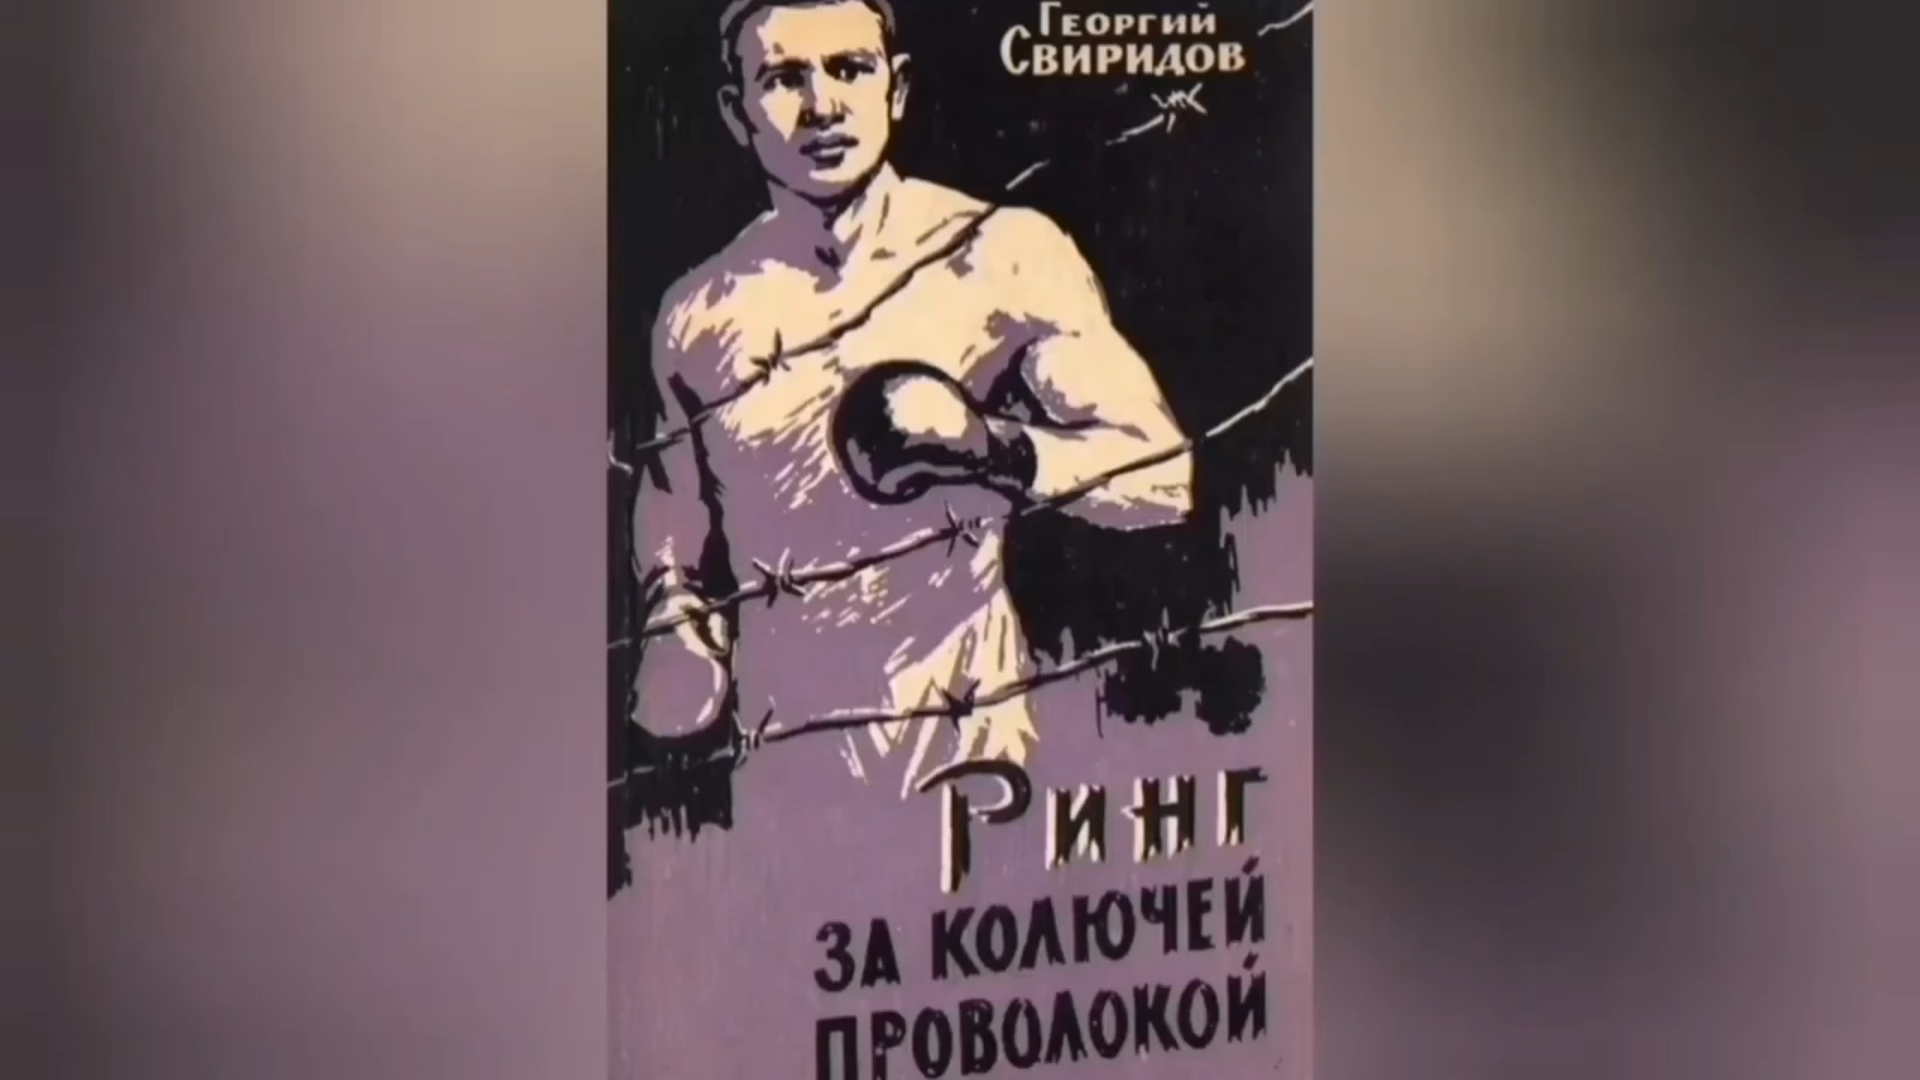 Георгий
Свиридов
Ринг
за колючей
проволокой